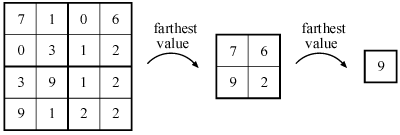 7 1 0 6
0 3 1 2
3 9 1 2
9 1 2 2
farthest
value
7 6
9 2
farthest
value
9